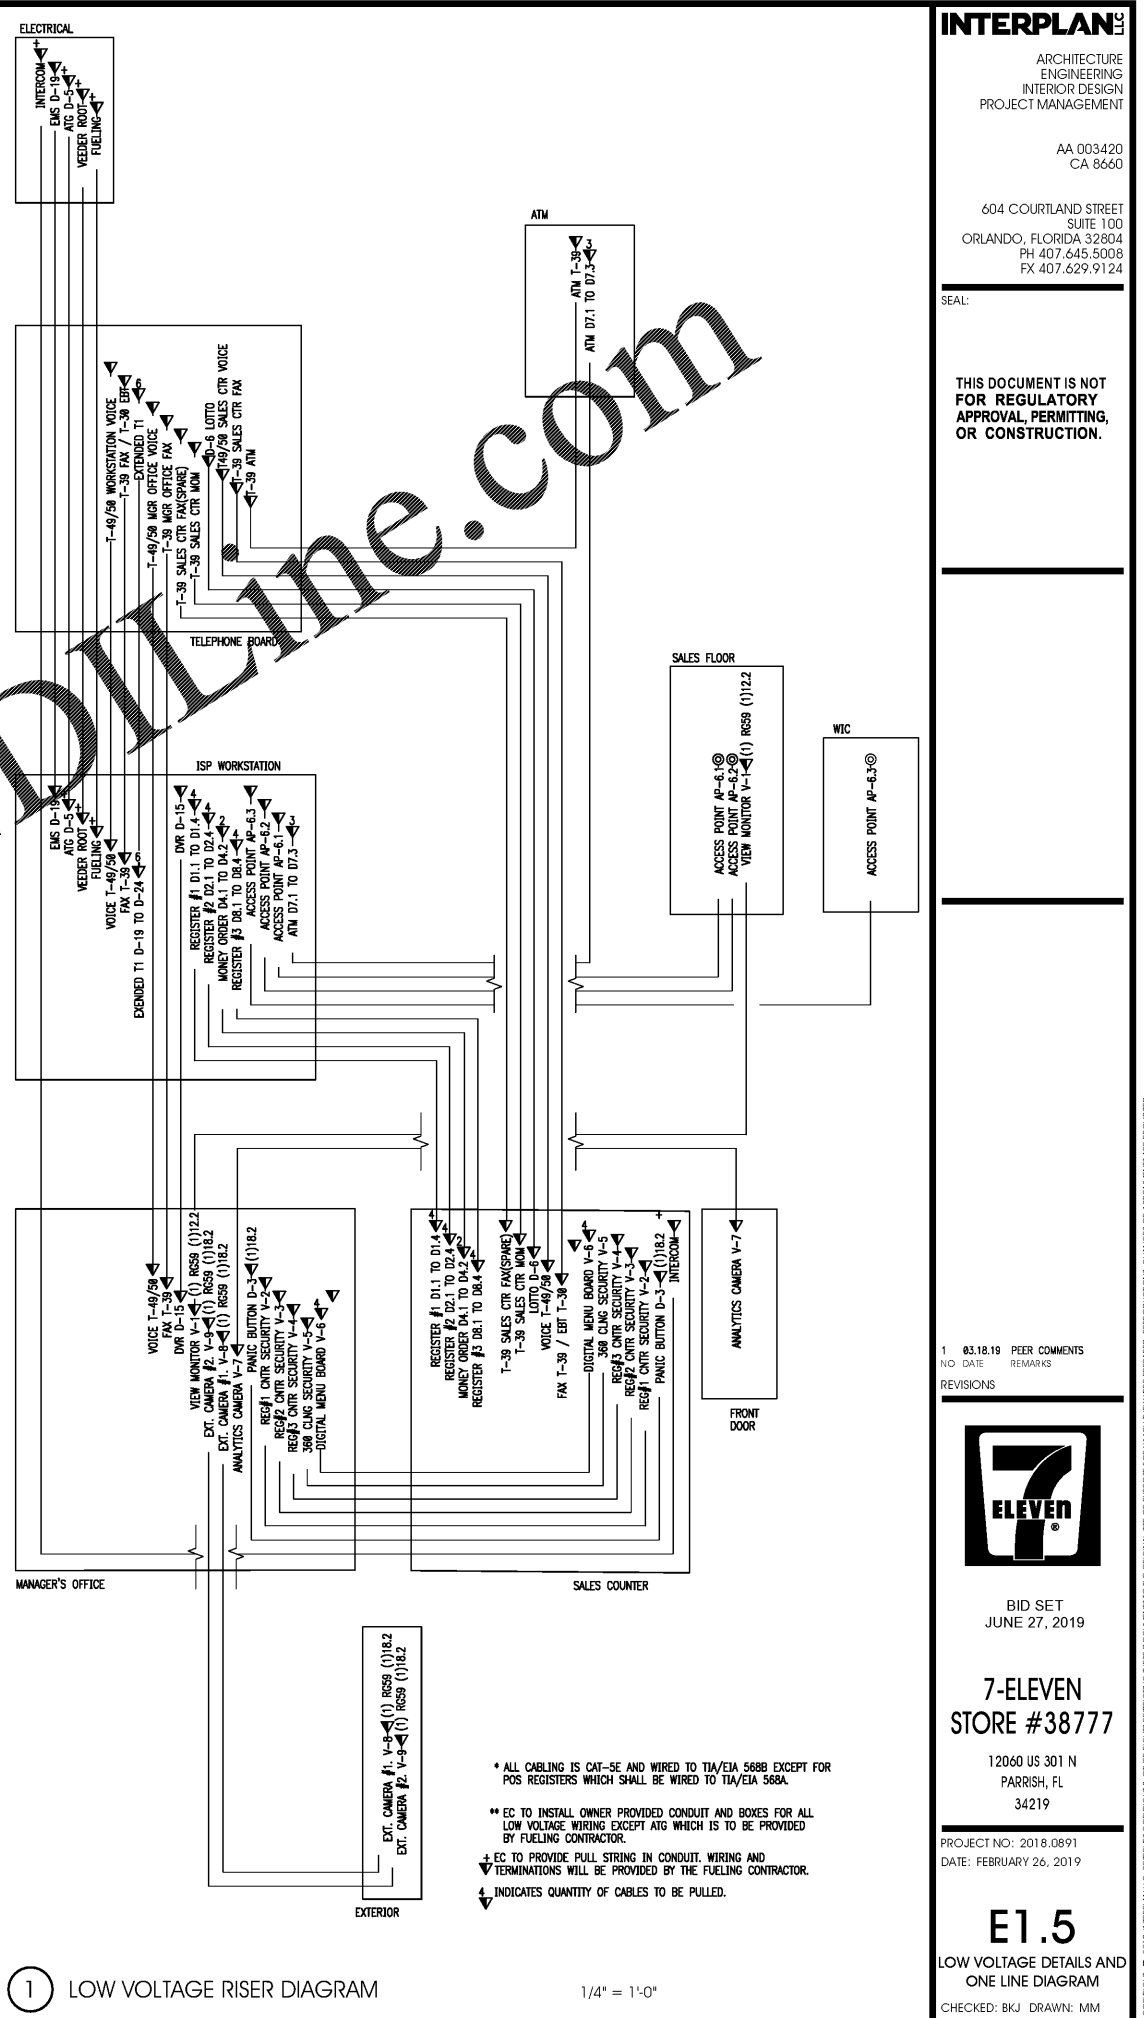 ELECTRICAL
+
INTERCOM
EMS D-19
+
ATG D-5
+
VEEDER ROOT
+
FUELING
ATM
ATM T-39
3
ATM D7.1 TO D7.3
T-49/50 WORKSTATION VOICE
T-39 FAX / T-30 EBT
6
EXTENDED T1
T-49/50 MGR OFFICE VOICE
T-39 MGR OFFICE FAX
T-39 SALES CTR FAX(SPARE)
T-39 SALES CTR MOM
D-6 LOTTO
T49/50 SALES CTR VOICE
T-39 SALES CTR FAX
T-39 ATM
TELEPHONE BOARD
DILine.com
ISP WORKSTATION
EMS D-19
+
ATG D-5
+
VEEDER ROOT
+
FUELING
VOICE T-49/50
FAX T-39
6
EXENDED T1 D-19 TO D-24
DVR D-15
4
REGISTER #1 D1.1 TO D1.4
4
REGISTER #2 D2.1 TO D2.4
2
MONEY ORDER D4.1 TO D4.2
4
REGISTER #3 D8.1 TO D8.4
ACCESS POINT AP-6.3
ACCESS POINT AP-6.2
ACCESS POINT AP-6.1
3
ATM D7.1 TO D7.3
SALES FLOOR
ACCESS POINT AP-6.1
ACCESS POINT AP-6.2
VIEW MONITOR V-1 (1) RG59 (1)12.2
WIC
ACCESS POINT AP-6.3
VOICE T-49/50
FAX T-39
DVR D-15
VIEW MONITOR V-1 (1) RG59 (1)12.2
EXT. CAMERA #2. V-9 (1) RG59 (1)18.2
EXT. CAMERA #1. V-8 (1) RG59 (1)18.2
ANALYTICS CAMERA V-7
PANIC BUTTON D-3 (1)18.2
REG#1 CNTR SECURITY V-2
REG#2 CNTR SECURITY V-3
REG#3 CNTR SECURITY V-4
360 CLNG SECURITY V-5
4
DIGITAL MENU BOARD V-6
MANAGER'S OFFICE
4
REGISTER #1 D1.1 TO D1.4
4
REGISTER #2 D2.1 TO D2.4
2
MONEY ORDER D4.1 TO D4.2
4
REGISTER #3 D8.1 TO D8.4
T-39 SALES CTR FAX(SPARE)
T-39 SALES CTR MOM
LOTTO D-6
VOICE T-49/50
FAX T-39 / EBT T-30
4
DIGITAL MENU BOARD V-6
360 CLNG SECURITY V-5
REG#3 CNTR SECURITY V-4
REG#2 CNTR SECURITY V-3
REG#1 CNTR SECURITY V-2
PANIC BUTTON D-3 (1)18.2
+
INTERCOM
SALES COUNTER
ANALYTICS CAMERA V-7
FRONT
DOOR
EXT. CAMERA #1. V-8 (1) RG59 (1)18.2
EXT. CAMERA #2. V-9 (1) RG59 (1)18.2
EXTERIOR
* ALL CABLING IS CAT-5E AND WIRED TO TIA/EIA 568B EXCEPT FOR
POS REGISTERS WHICH SHALL BE WIRED TO TIA/EIA 568A.
** EC TO INSTALL OWNER PROVIDED CONDUIT AND BOXES FOR ALL
LOW VOLTAGE WIRING EXCEPT ATG WHICH IS TO BE PROVIDED
BY FUELING CONTRACTOR.
+ EC TO PROVIDE PULL STRING IN CONDUIT. WIRING AND
TERMINATIONS WILL BE PROVIDED BY THE FUELING CONTRACTOR.
4 INDICATES QUANTITY OF CABLES TO BE PULLED.
1 LOW VOLTAGE RISER DIAGRAM
1/4" = 1'-0"
INTERPLAN LLC
ARCHITECTURE
ENGINEERING
INTERIOR DESIGN
PROJECT MANAGEMENT
AA 003420
CA 8660
604 COURTLAND STREET
SUITE 100
ORLANDO, FLORIDA 32804
PH 407.645.5008
FX 407.629.9124
SEAL:
THIS DOCUMENT IS NOT
FOR REGULATORY
APPROVAL, PERMITTING,
OR CONSTRUCTION.
1 03.18.19 PEER COMMENTS
NO DATE REMARKS
REVISIONS
7
ELEVEn
®
BID SET
JUNE 27, 2019
7-ELEVEN
STORE #38777
12060 US 301 N
PARRISH, FL
34219
PROJECT NO: 2018.0891
DATE: FEBRUARY 26, 2019
E1.5
LOW VOLTAGE DETAILS AND
ONE LINE DIAGRAM
CHECKED: BKJ DRAWN: MM